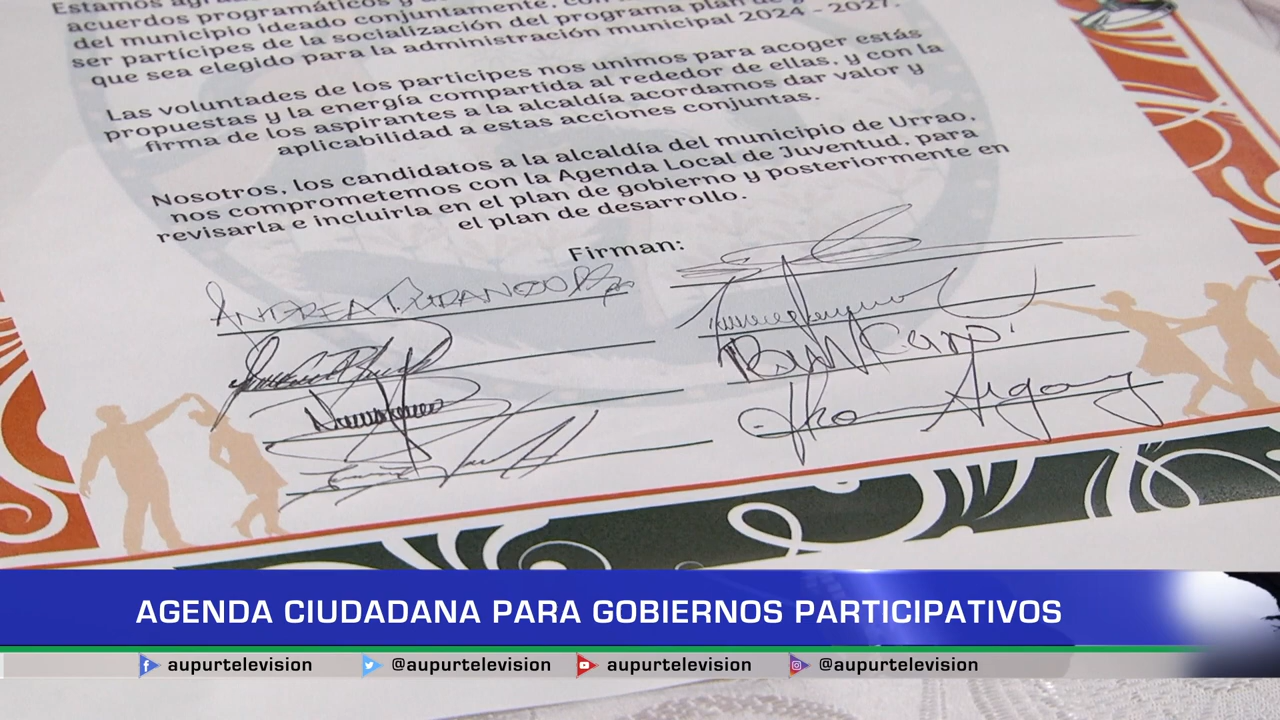 acuerdos programáticos y
del municipio ideado conjuntamente, con
ser partícipes de la socialización del programa plan de
que sea elegido para la administración municipal 2024 - 2027.
Las voluntades de los participes nos unimos para acoger estás
propuestas y la energía compartida al rededor de ellas, y con la
firma de los aspirantes a la alcaldía acordamos dar valor y
aplicabilidad a estas acciones conjuntas.
Nosotros, los candidatos a la alcaldía del municipio de Urrao,
nos comprometemos con la Agenda Local de Juventud, para
revisarla e incluirla en el plan de gobierno y posteriormente en
el plan de desarrollo.
Firman:
ANDREA DURANGO
AGENDA CIUDADANA PARA GOBIERNOS PARTICIPATIVOS
aupurtelevision @aupurtelevision aupurtelevision @aupurtelevision